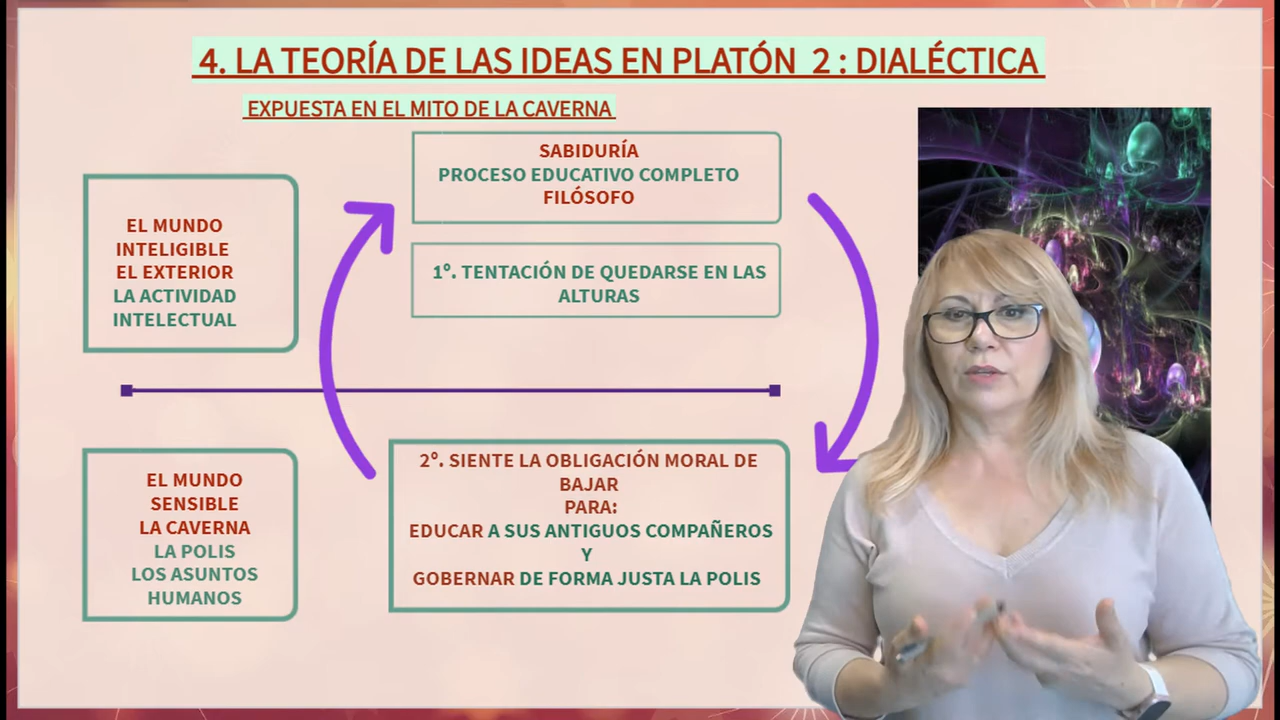 4. LA TEORÍA DE LAS IDEAS EN PLATÓN 2 : DIALÉCTICA
EXPUESTA EN EL MITO DE LA CAVERNA
SABIDURÍA
PROCESO EDUCATIVO COMPLETO
FILÓSOFO
EL MUNDO
INTELIGIBLE
EL EXTERIOR
LA ACTIVIDAD
INTELECTUAL
1º. TENTACIÓN DE QUEDARSE EN LAS
ALTURAS
EL MUNDO
SENSIBLE
LA CAVERNA
LA POLIS
LOS ASUNTOS
HUMANOS
2º. SIENTE LA OBLIGACIÓN MORAL DE
BAJAR
PARA:
EDUCAR A SUS ANTIGUOS COMPAÑEROS
Y
GOBERNAR DE FORMA JUSTA LA POLIS